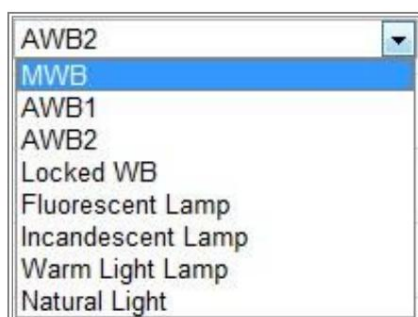 AWB2
MWB
AWB1
AWB2
Locked WB
Fluorescent Lamp
Incandescent Lamp
Warm Light Lamp
Natural Light